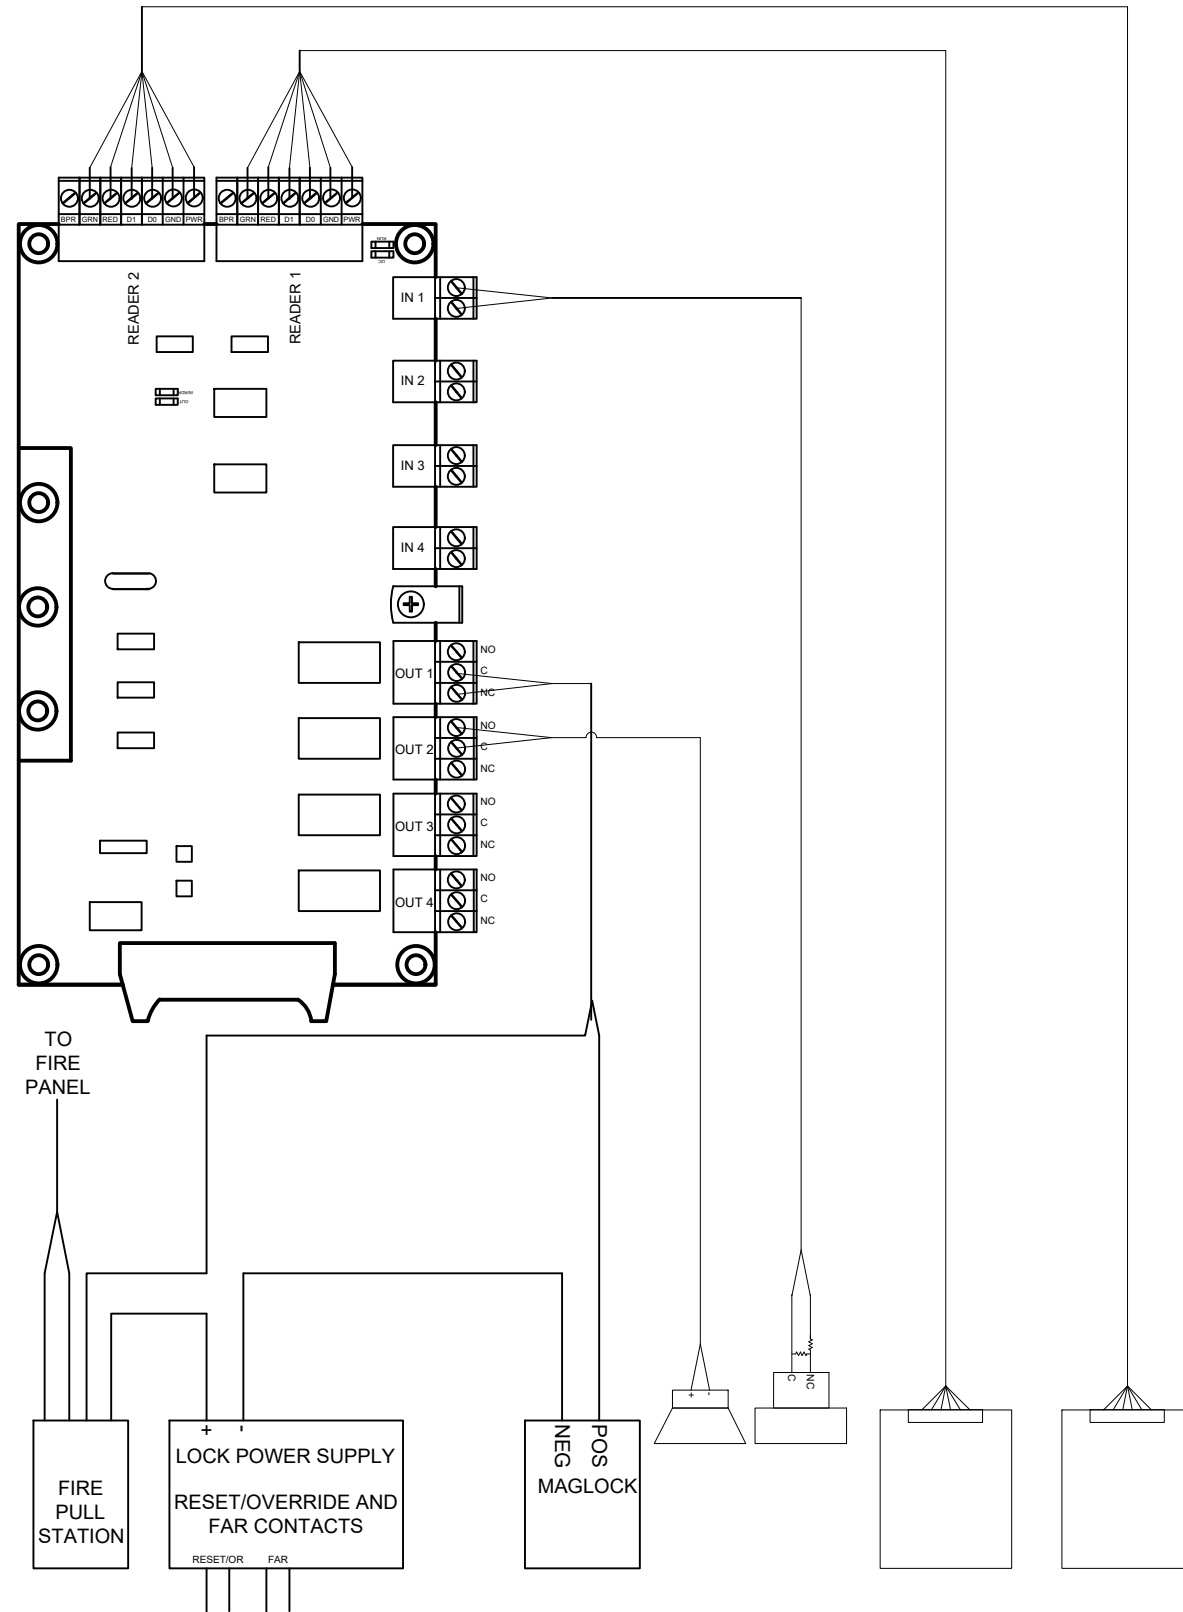 BPR GRN RED D1 D0 GND PWR
BPR GRN RED D1 D0 GND PWR
RUN
READER 2
READER 1
IN 1
IN 2
OUT
IN 3
IN 4
OUT 1
NO
C
NC
OUT 2
NO
C
NC
OUT 3
NO
C
NC
OUT 4
NO
C
NC
TO
FIRE
PANEL
FIRE
PULL
STATION
+ -
LOCK POWER SUPPLY
RESET/OVERRIDE AND
FAR CONTACTS
RESET/OR FAR
NEG
POS
MAGLOCK
+ -
C
NC